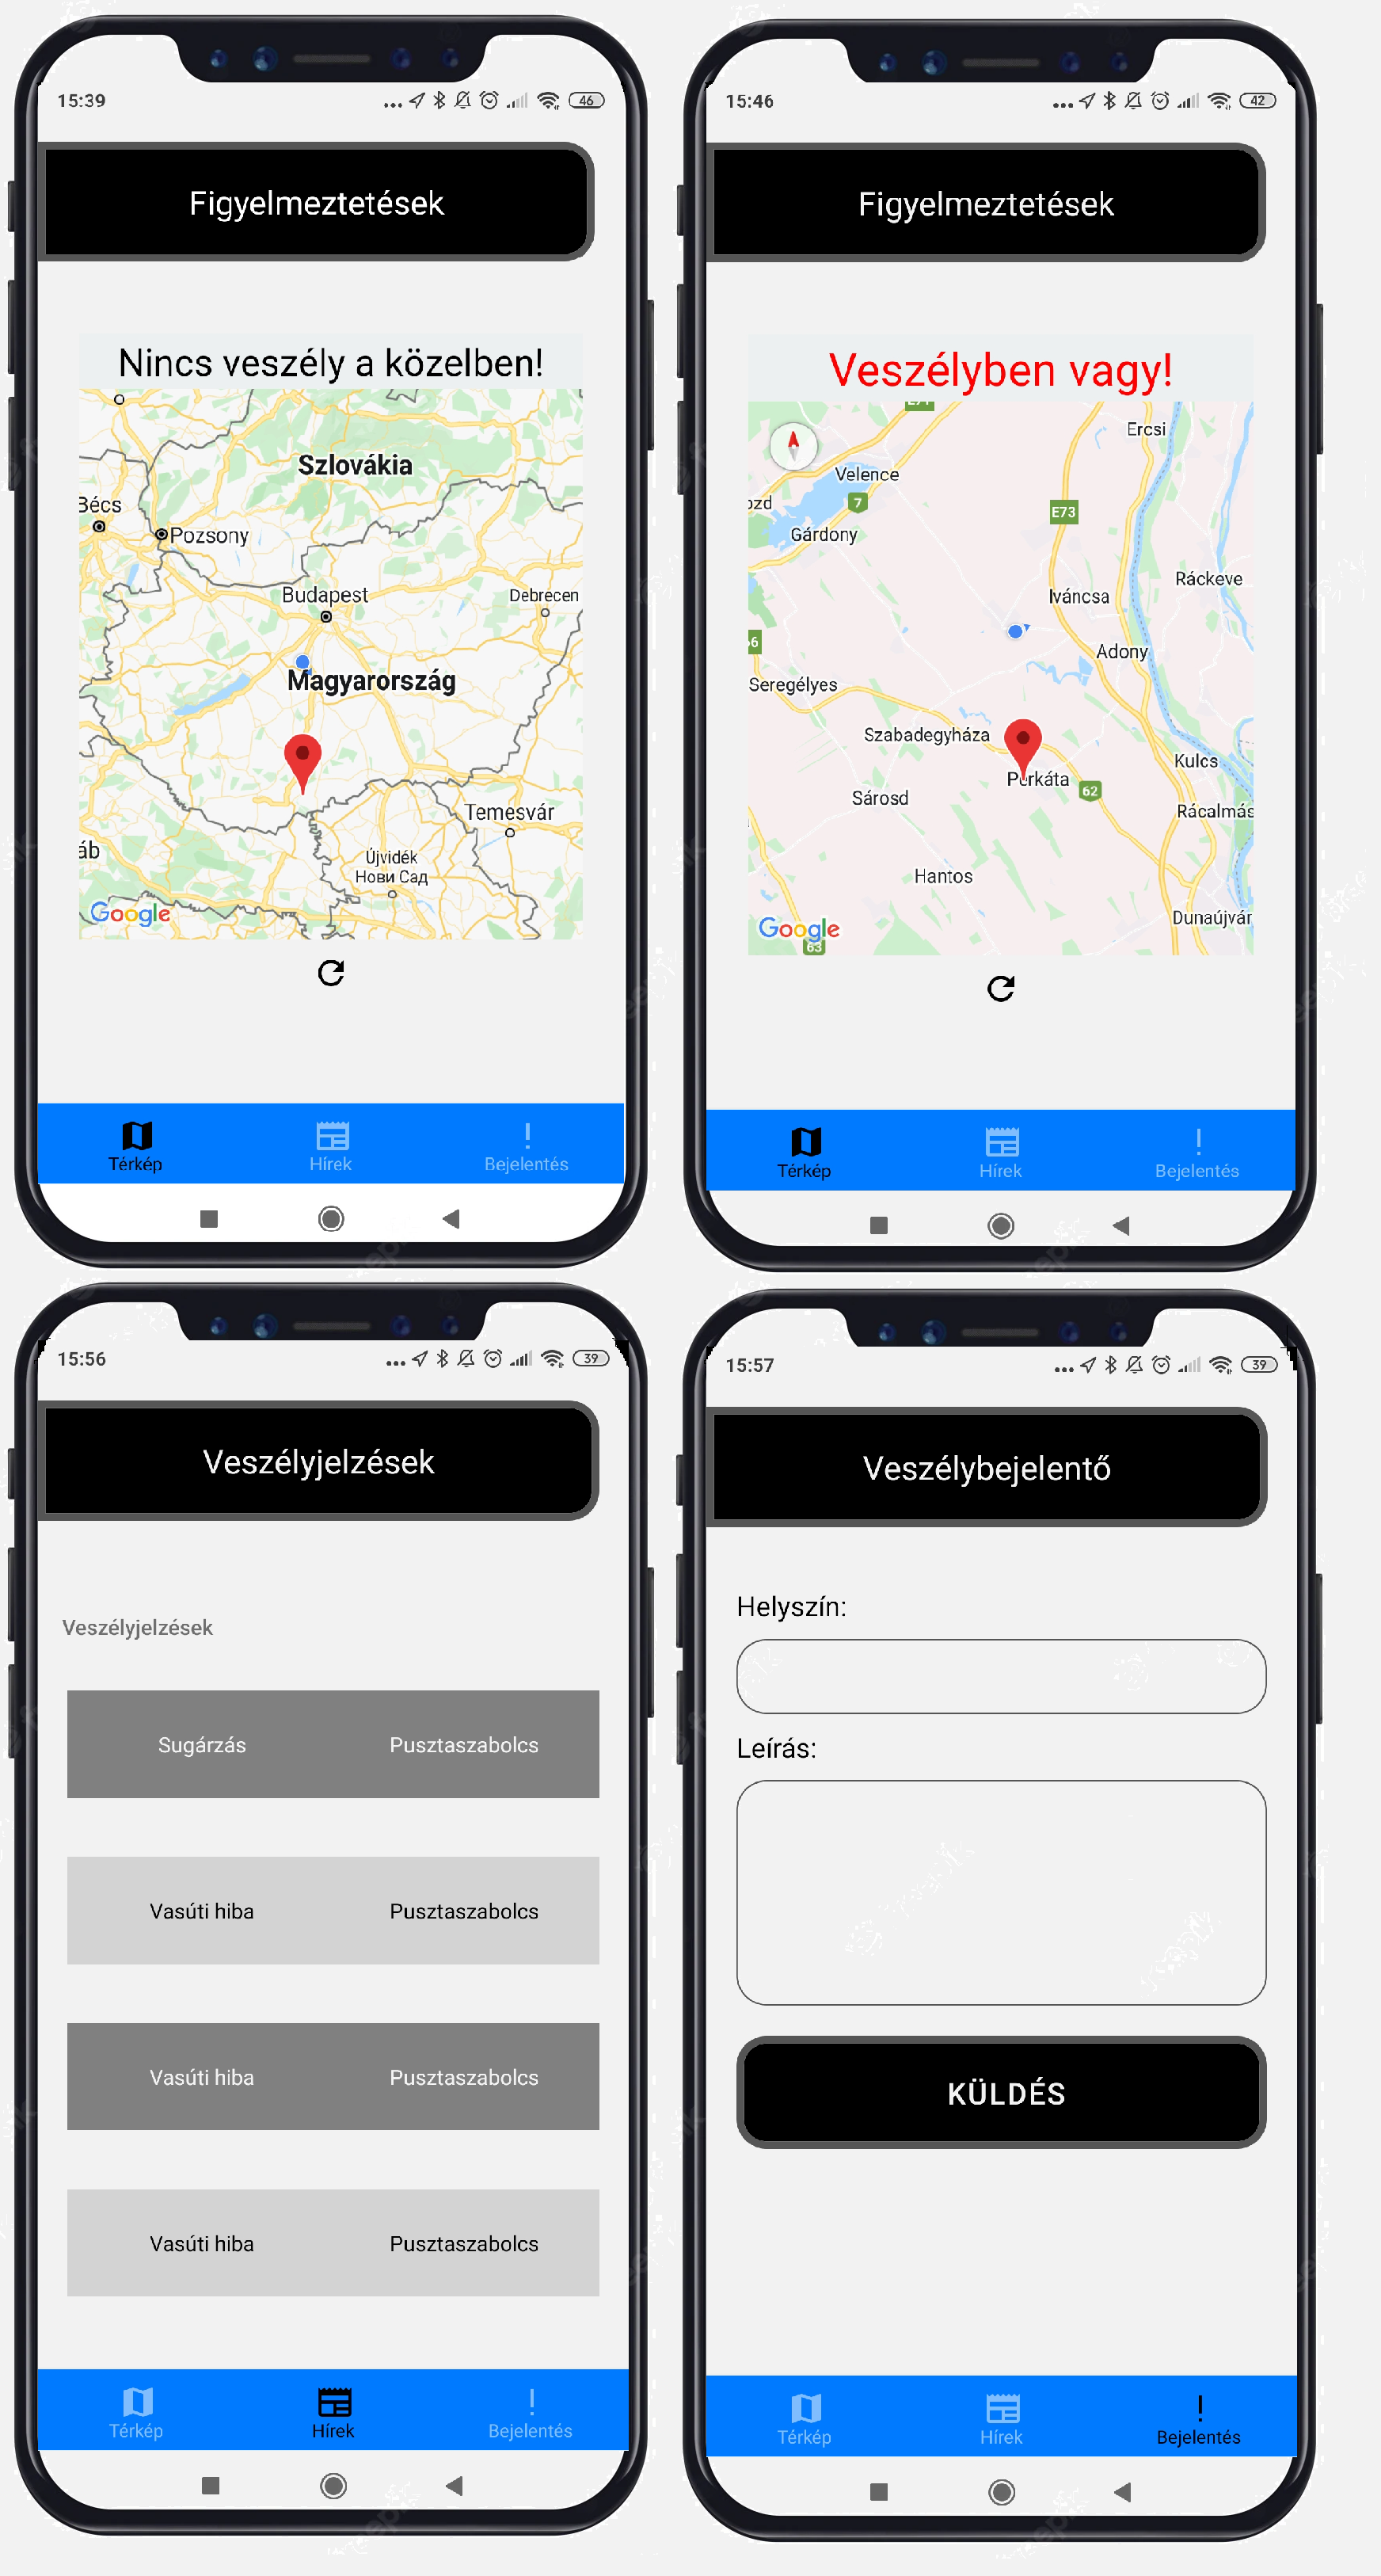 15:39
46
Figyelmeztetések
Nincs veszély a közelben!
Szlovákia
Bécs
Pozsony
Budapest
Debrecen
Magyarország
Temesvár
áb
Újvidék
Нови Сад
Google
Térkép
Hírek
Bejelentés
15:46
42
Figyelmeztetések
Veszélyben vagy!
E71
Ercsi
Velence
ozd
7
E73
Gárdony
Ráckeve
Iváncsa
6
Adony
Seregélyes
Szabadegyháza
Kulcs
Perkáta
62
Sárosd
Rácalmás
Hantos
Dunaújvár
Google
63
Térkép
Hírek
Bejelentés
15:56
39
Veszélyjelzések
Veszélyjelzések
Sugárzás Pusztaszabolcs
Vasúti hiba Pusztaszabolcs
Vasúti hiba Pusztaszabolcs
Vasúti hiba Pusztaszabolcs
Térkép
Hírek
Bejelentés
15:57
39
Veszélybejelentő
Helyszín:
Leírás:
KÜLDÉS
Térkép
Hírek
Bejelentés